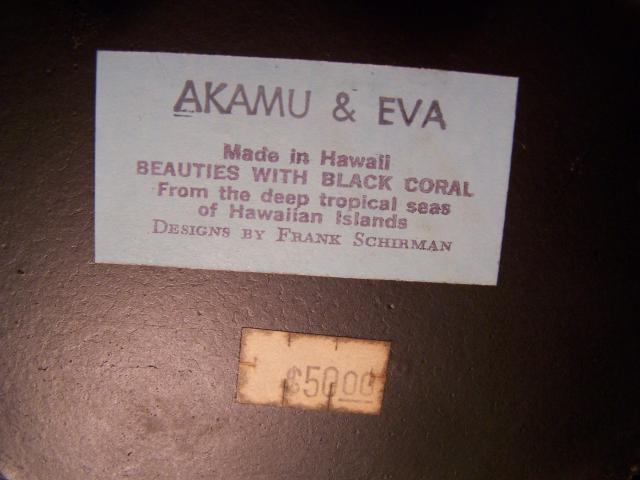 AKAMU & EVA
Made in Hawaii
BEAUTIES WITH BLACK CORAL
From the deep tropical seas
of Hawaiian Islands
DESIGNS BY FRANK SCHIRMAN
$50.00